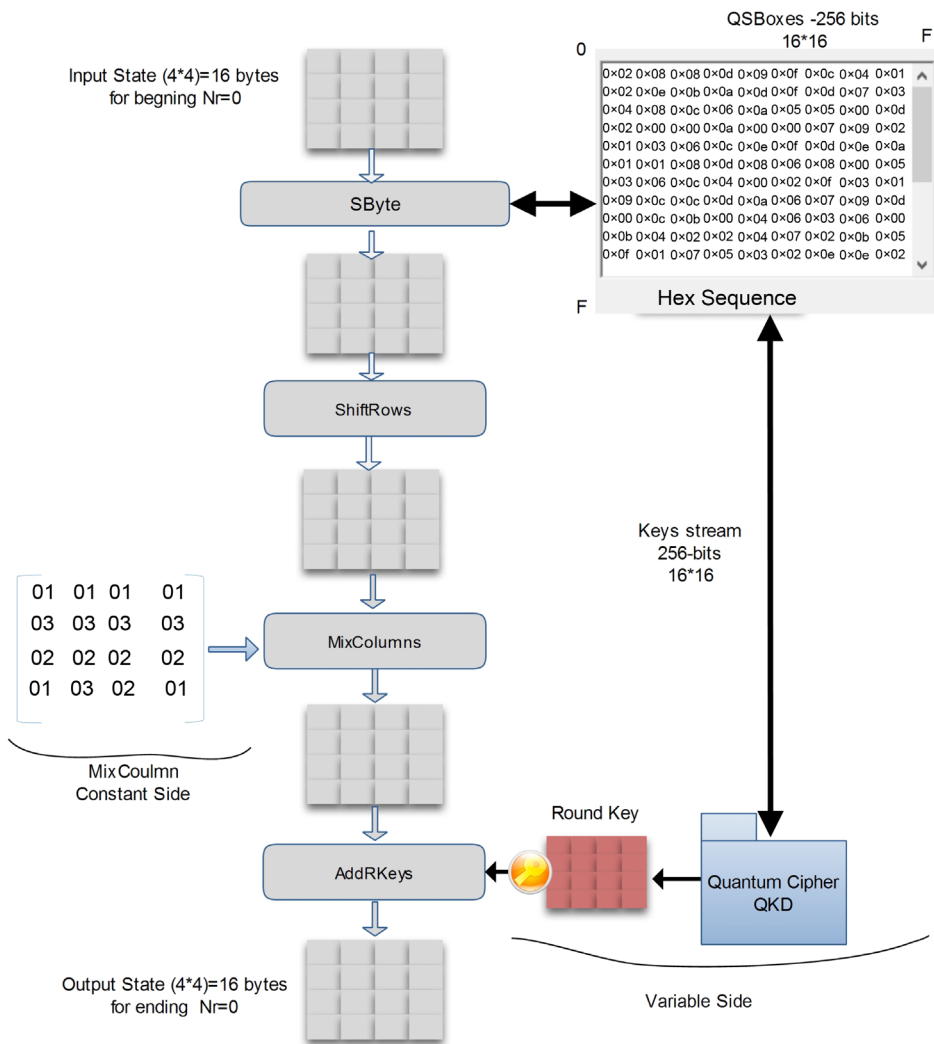 QSBoxes -256 bits
16*16
0
F
Input State (4*4)=16 bytes
for begning Nr=0
0×02 0×08 0×08 0×0d 0×09 0×0f 0×0c 0×04 0×01
0×02 0×0e 0×0b 0×0a 0×0d 0×0f 0×0d 0×07 0×03
0×04 0×08 0×0c 0×06 0×0a 0×05 0×05 0×00 0×0d
0×02 0×00 0×00 0×0a 0×00 0×00 0×07 0×09 0×02
0×01 0×03 0×06 0×0c 0×0e 0×0f 0×0d 0×0e 0×0a
0×01 0×01 0×08 0×0d 0×08 0×06 0×08 0×00 0×05
0×03 0×06 0×0c 0×04 0×00 0×02 0×0f 0×03 0×01
0×09 0×0c 0×0c 0×0d 0×0a 0×06 0×07 0×09 0×0d
0×00 0×0c 0×0b 0×00 0×04 0×06 0×03 0×06 0×00
0×0b 0×04 0×02 0×02 0×04 0×07 0×02 0×0b 0×05
0×0f 0×01 0×07 0×05 0×03 0×02 0×0e 0×0e 0×02
F
Hex Sequence
SByte
ShiftRows
Keys stream
256-bits
16*16
01 01 01 01
03 03 03 03
02 02 02 02
01 03 02 01
MixColumns
MixCoulmn
Constant Side
Round Key
AddRKeys
Quantum Cipher
QKD
Output State (4*4)=16 bytes
for ending Nr=0
Variable Side